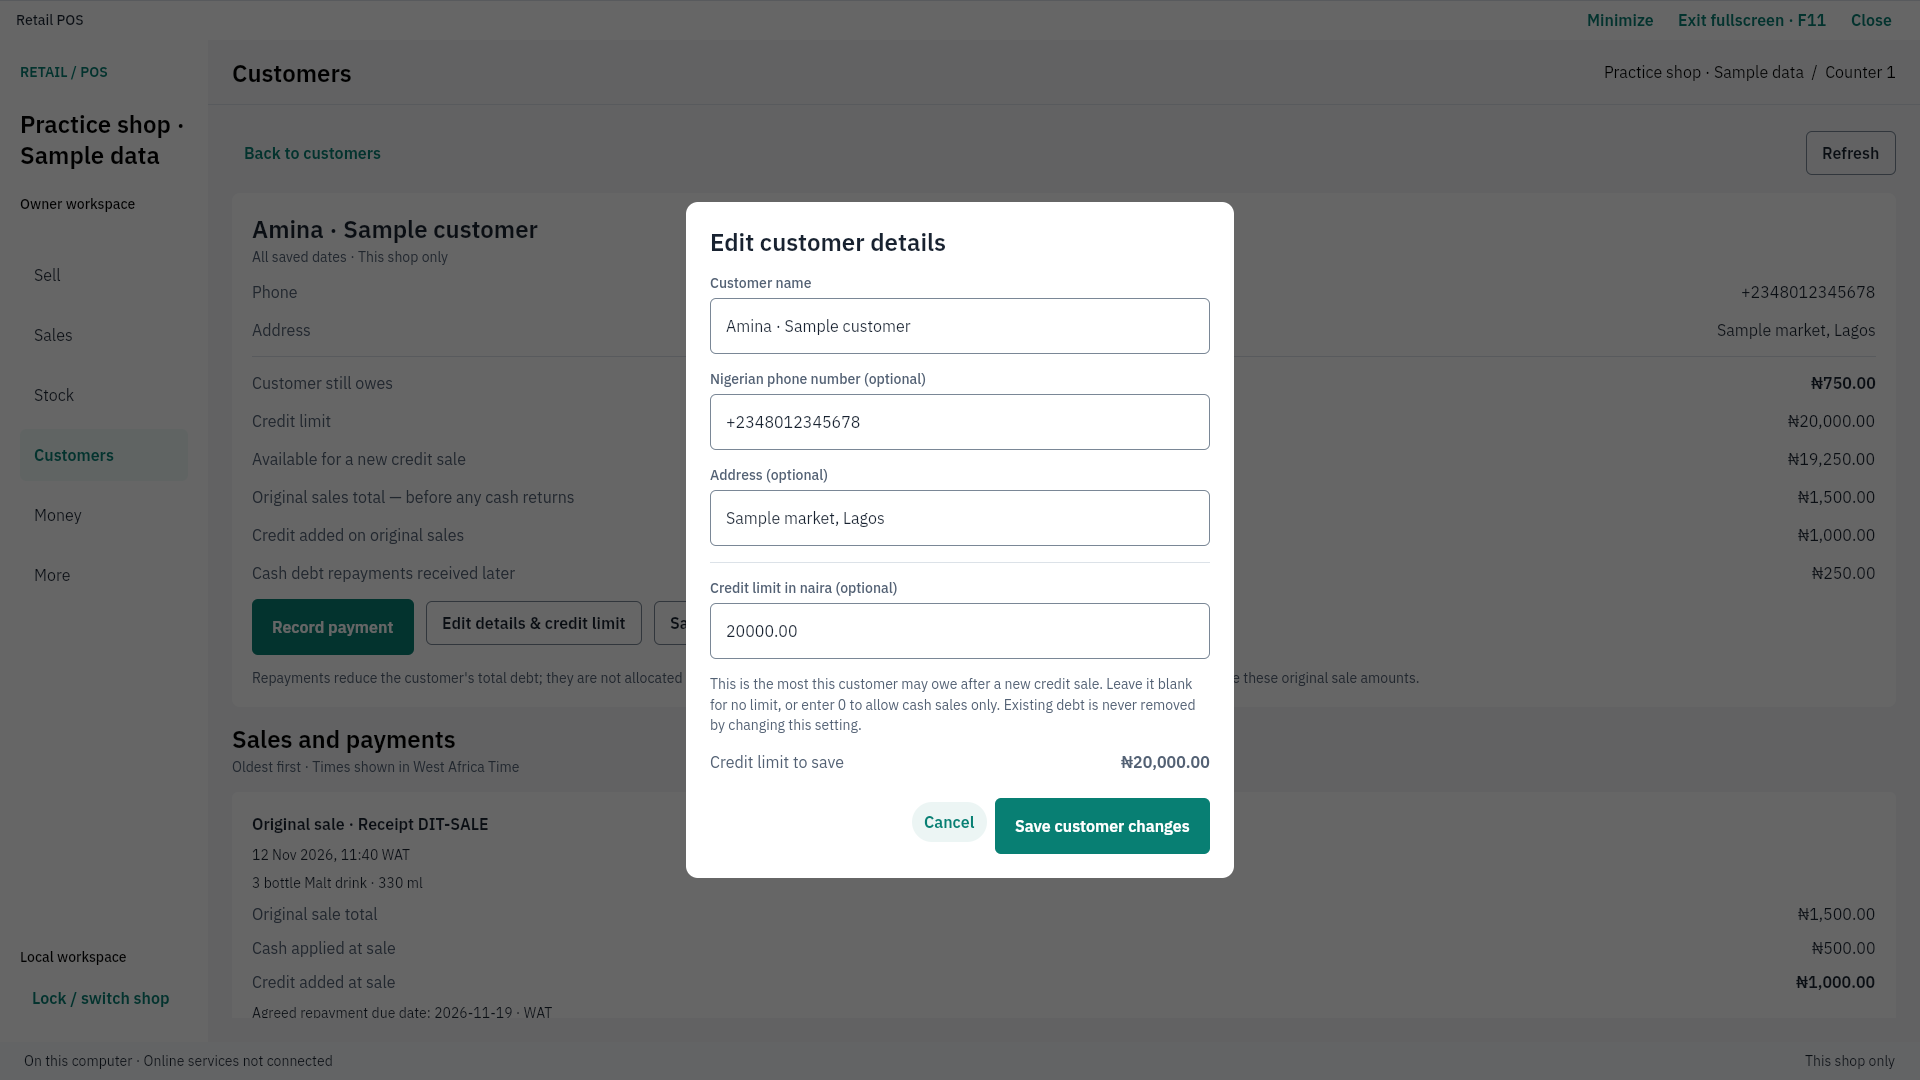 Retail POS
Minimize
Exit fullscreen · F11
Close
RETAIL / POS
Practice shop ·
Sample data
Owner workspace
Sell
Sales
Stock
Customers
Money
More
Local workspace
Lock / switch shop
Customers
Practice shop · Sample data / Counter 1
Back to customers
Refresh
Amina · Sample customer
All saved dates · This shop only
Phone
+2348012345678
Address
Sample market, Lagos
Customer still owes
₦750.00
Credit limit
₦20,000.00
Available for a new credit sale
₦19,250.00
Original sales total — before any cash returns
₦1,500.00
Credit added on original sales
₦1,000.00
Cash debt repayments received later
₦250.00
Record payment
Edit details & credit limit
Repayments reduce the customer's total debt; they are not allocated
these original sale amounts.
Sales and payments
Oldest first · Times shown in West Africa Time
Original sale · Receipt DIT-SALE
12 Nov 2026, 11:40 WAT
3 bottle Malt drink · 330 ml
Original sale total
₦1,500.00
Cash applied at sale
₦500.00
Credit added at sale
₦1,000.00
Agreed repayment due date: 2026-11-19 · WAT
Edit customer details
Customer name
Amina · Sample customer
Nigerian phone number (optional)
+2348012345678
Address (optional)
Sample market, Lagos
Credit limit in naira (optional)
20000.00
This is the most this customer may owe after a new credit sale. Leave it blank
for no limit, or enter 0 to allow cash sales only. Existing debt is never removed
by changing this setting.
Credit limit to save
₦20,000.00
Cancel
Save customer changes
On this computer · Online services not connected
This shop only